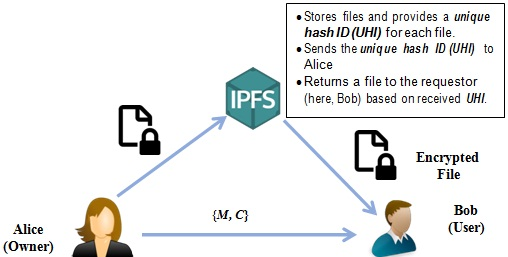 • Stores files and provides a unique
hash ID (UHI) for each file.
• Sends the unique hash ID (UHI) to
Alice
• Returns a file to the requestor
(here, Bob) based on received UHI.
IPFS
Encrypted
File
Alice
(Owner)
{M, C}
Bob
(User)